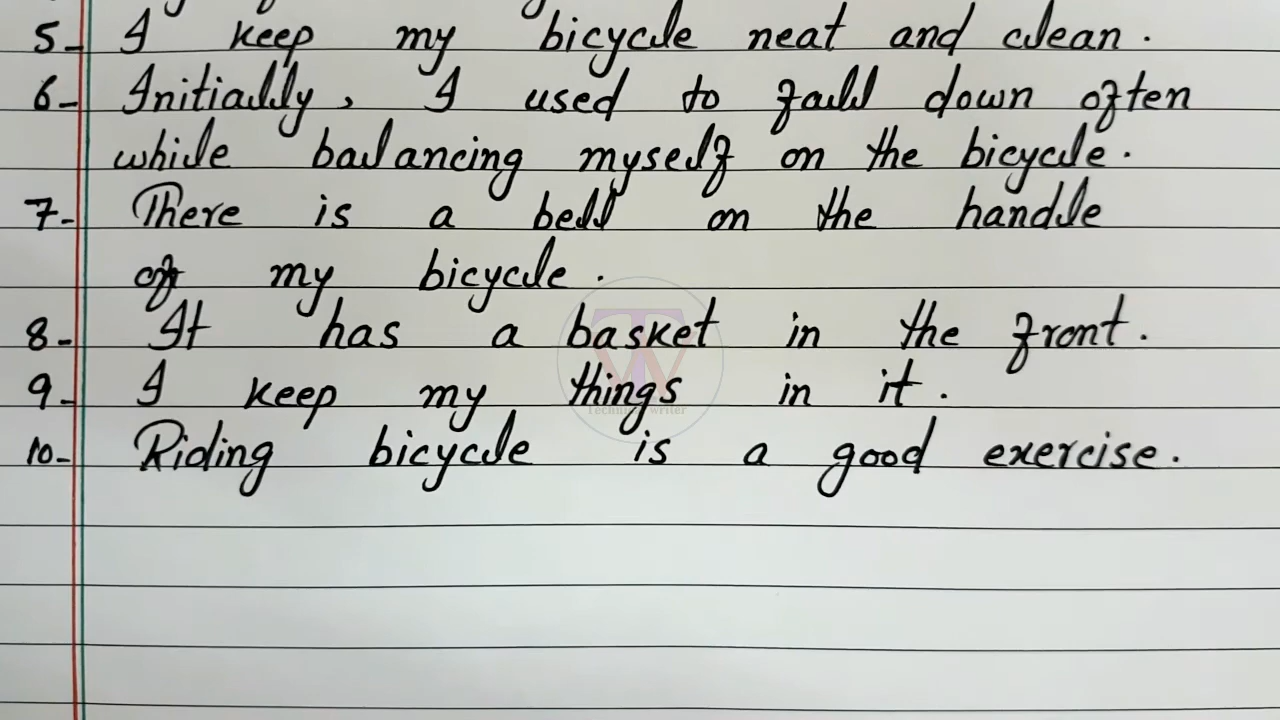 5- I keep my bicycle neat and clean.
6- Initially, I used to fall down often
while balancing myself on the bicycle.
7- There is a bell on the handle
of my bicycle.
8- It has a basket in the front.
9- I keep my things in it.
10- Riding bicycle is a good exercise.